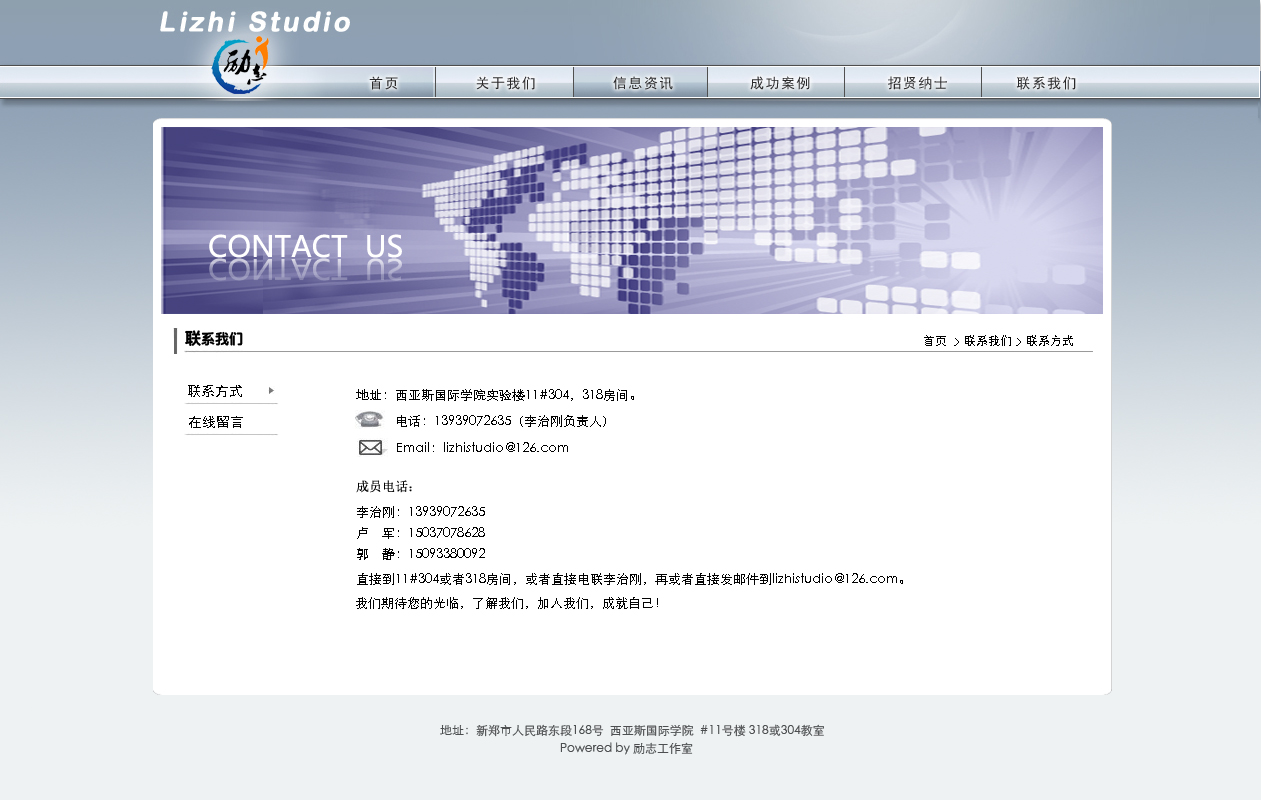 Lizhi Studio
励志
首页 关于我们 信息资讯 成功案例 招贤纳士 联系我们
CONTACT US
联系我们
首页 > 联系我们 > 联系方式
联系方式
在线留言
地址：西亚斯国际学院实验楼11#304，318房间。
电话：13939072635（李治刚负责人）
Email：lizhistudio@126.com
成员电话：
李治刚：13939072635
卢 军：15037078628
郭 静：15093380092
直接到11#304或者318房间，或者直接电联李治刚，再或者直接发邮件到lizhistudio@126.com。
我们期待您的光临，了解我们，加入我们，成就自己！
地址：新郑市人民路东段168号 西亚斯国际学院 #11号楼 318或304教室
Powered by 励志工作室